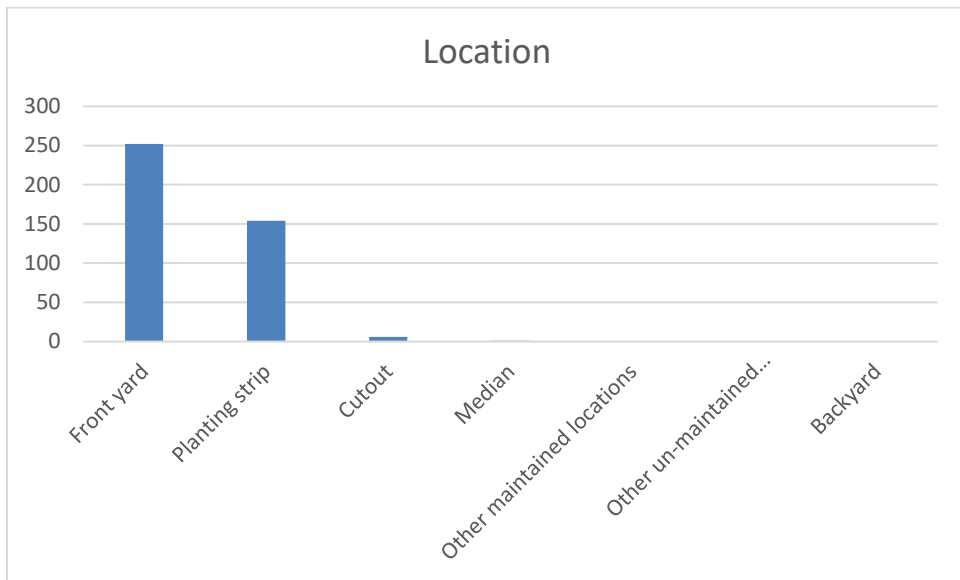 Location
300
250
200
150
100
50
0
Front yard
Planting strip
Cutout
Median
Other maintained locations
Other un-maintained...
Backyard